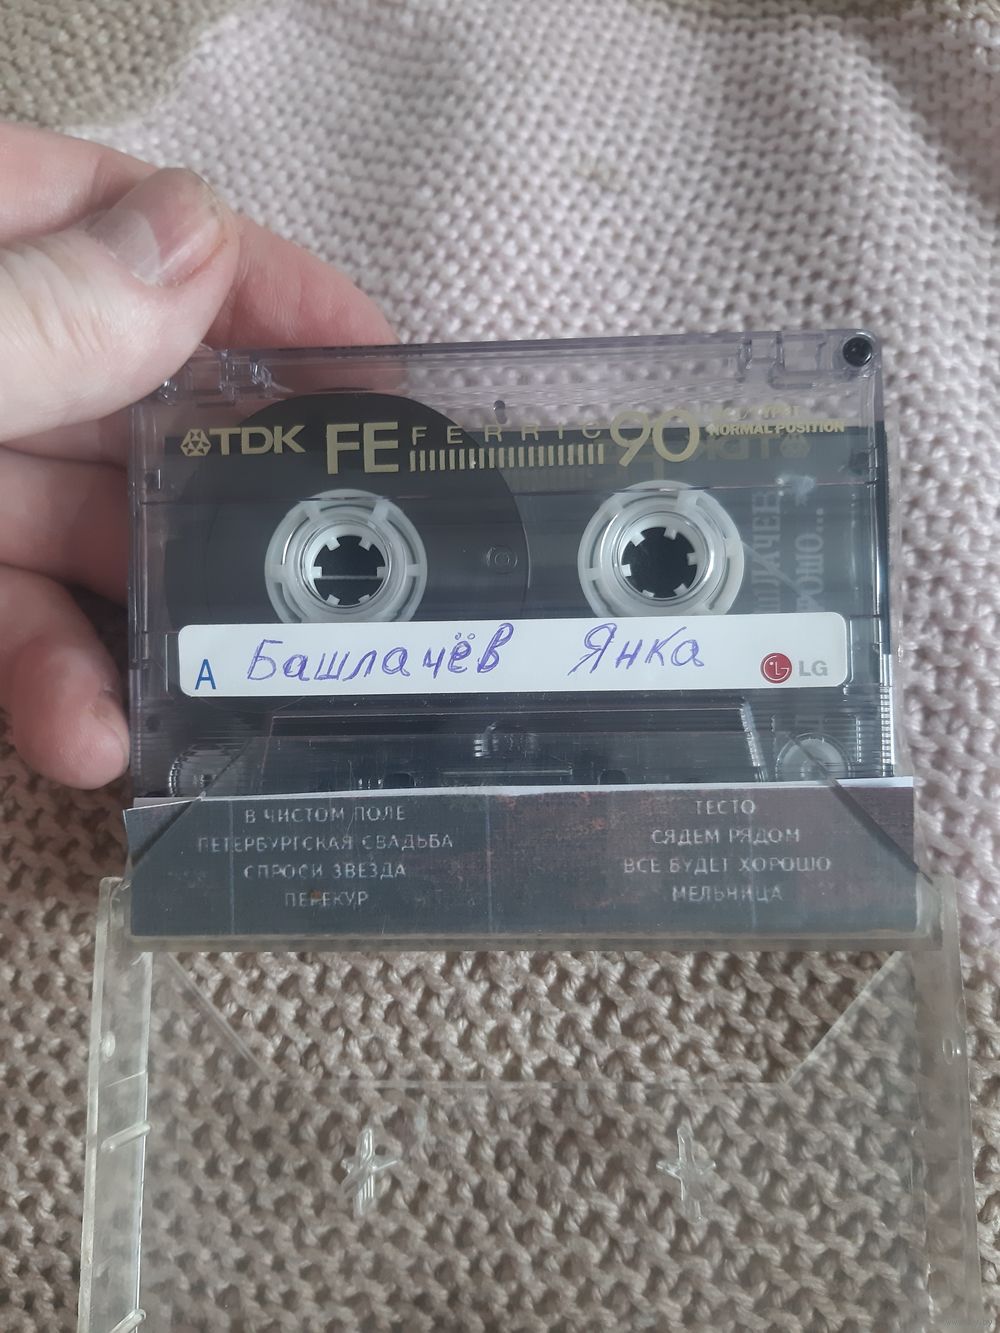 TDK FE FERRIC 90
NORMAL POSITION
A Башлачёв Янка LG
В ЧИСТОМ ПОЛЕ
ПЕТЕРБУРГСКАЯ СВАДЬБА
СПРОСИ ЗВЕЗДА
ПЕРЕКУР
ТЕСТО
СЯДЕМ РЯДОМ
ВСЕ БУДЕТ ХОРОШО
МЕЛЬНИЦА